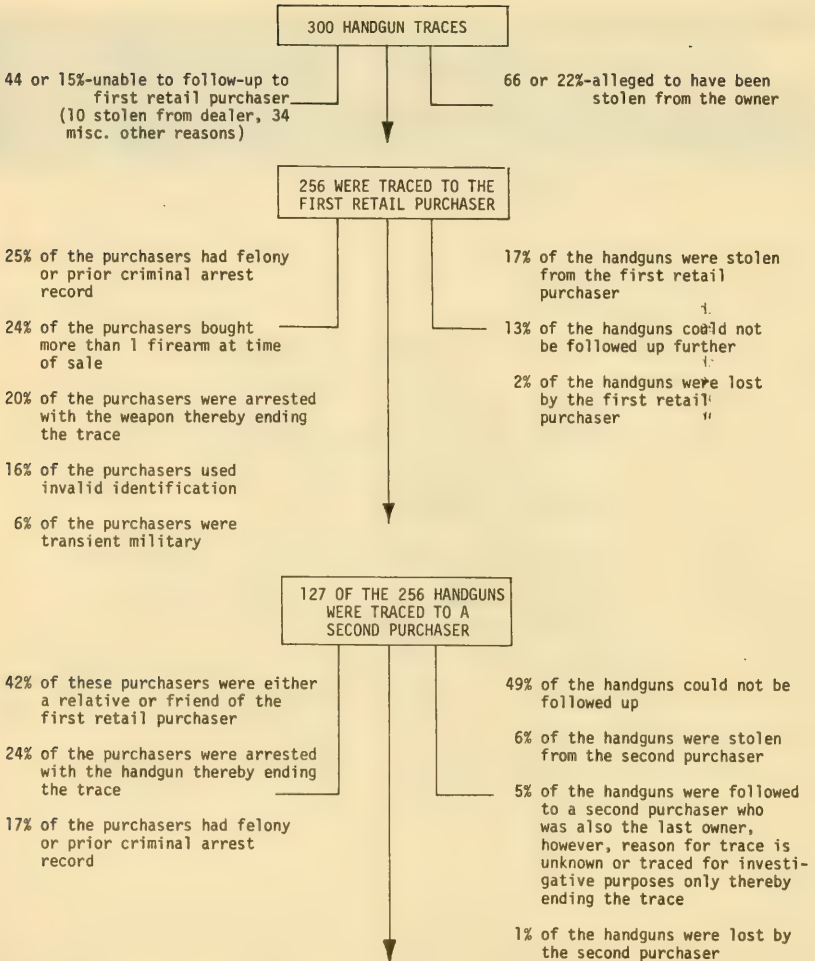 300 HANDGUN TRACES
44 or 15%-unable to follow-up to
first retail purchaser
(10 stolen from dealer, 34
misc. other reasons)
66 or 22%-alleged to have been
stolen from the owner
256 WERE TRACED TO THE
FIRST RETAIL PURCHASER
25% of the purchasers had felony
or prior criminal arrest
record
24% of the purchasers bought
more than 1 firearm at time
of sale
20% of the purchasers were arrested
with the weapon thereby ending
the trace
16% of the purchasers used
invalid identification
6% of the purchasers were
transient military
17% of the handguns were stolen
from the first retail
purchaser
13% of the handguns could not
be followed up further
2% of the handguns were lost
by the first retail
purchaser
127 OF THE 256 HANDGUNS
WERE TRACED TO A
SECOND PURCHASER
42% of these purchasers were either
a relative or friend of the
first retail purchaser
24% of the purchasers were arrested
with the handgun thereby ending
the trace
17% of the purchasers had felony
or prior criminal arrest
record
49% of the handguns could not be
followed up
6% of the handguns were stolen
from the second purchaser
5% of the handguns were followed
to a second purchaser who
was also the last owner,
however, reason for trace is
unknown or traced for investi-
gative purposes only thereby
ending the trace
1% of the handguns were lost by
the second purchaser